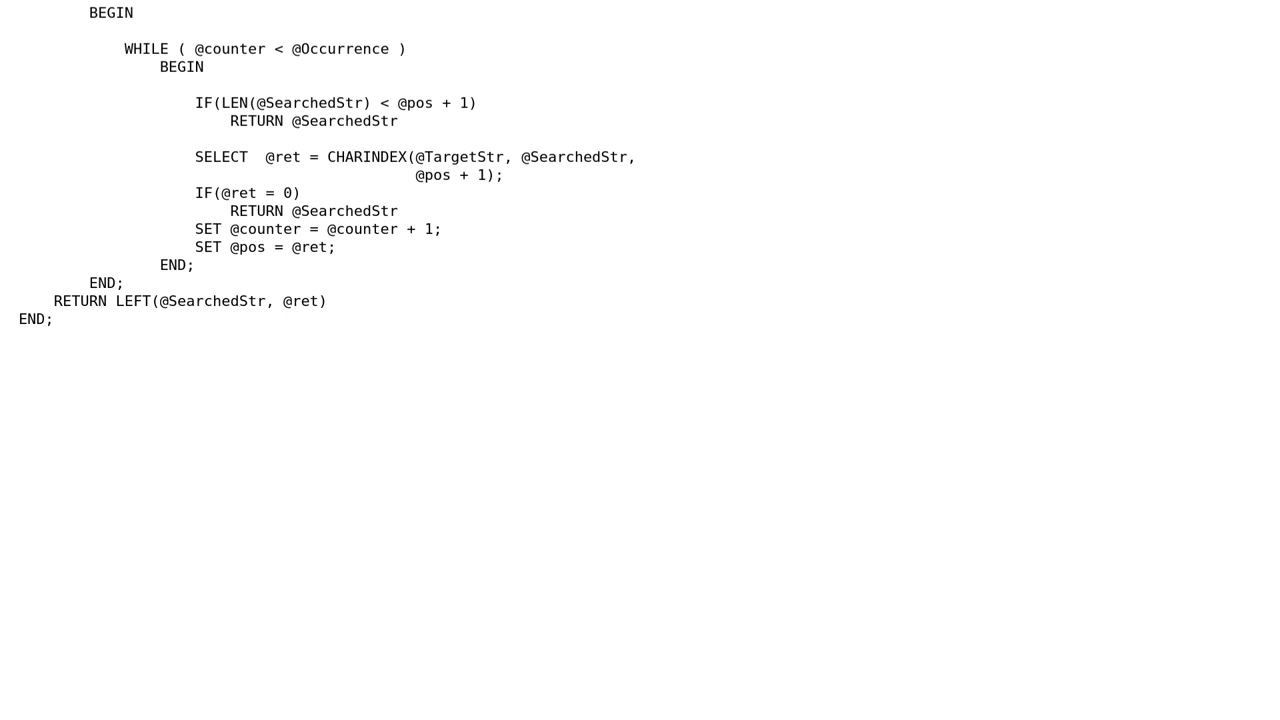 BEGIN
WHILE ( @counter < @Occurrence )
BEGIN
IF(LEN(@SearchedStr) < @pos + 1)
RETURN @SearchedStr
SELECT  @ret = CHARINDEX(@TargetStr, @SearchedStr,
@pos + 1);
IF(@ret = 0)
RETURN @SearchedStr
SET @counter = @counter + 1;
SET @pos = @ret;
END;
END;
RETURN LEFT(@SearchedStr, @ret)
END;